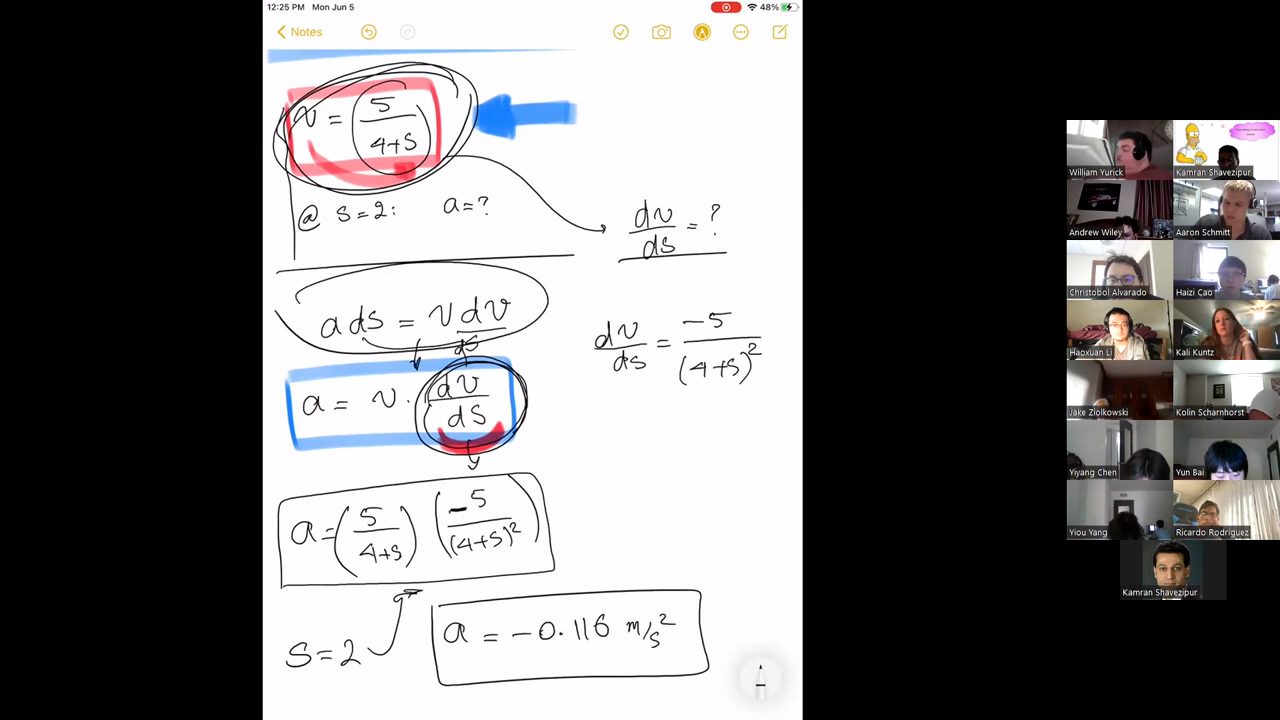 12:25 PM Mon Jun 5
48%
Notes
v = 5/(4+s)
@ s=2: a=?
dv/ds = ?
a ds = v dv
ds ds
dv/ds = -5/(4+s)²
a = v · dv/ds
a = (5/(4+s)) (-5/(4+s)²)
s=2
a = -0.116 m/s²
William Yurick
Kamran Shavezipur
Andrew Wiley
Aaron Schmitt
Christobol Alvarado
Haizi Cao
Haoxuan Li
Kali Kuntz
Jake Ziolkowski
Kolin Scharnhorst
Yiyang Chen
Yun Bai
Yiou Yang
Ricardo Rodriguez
Kamran Shavezipur